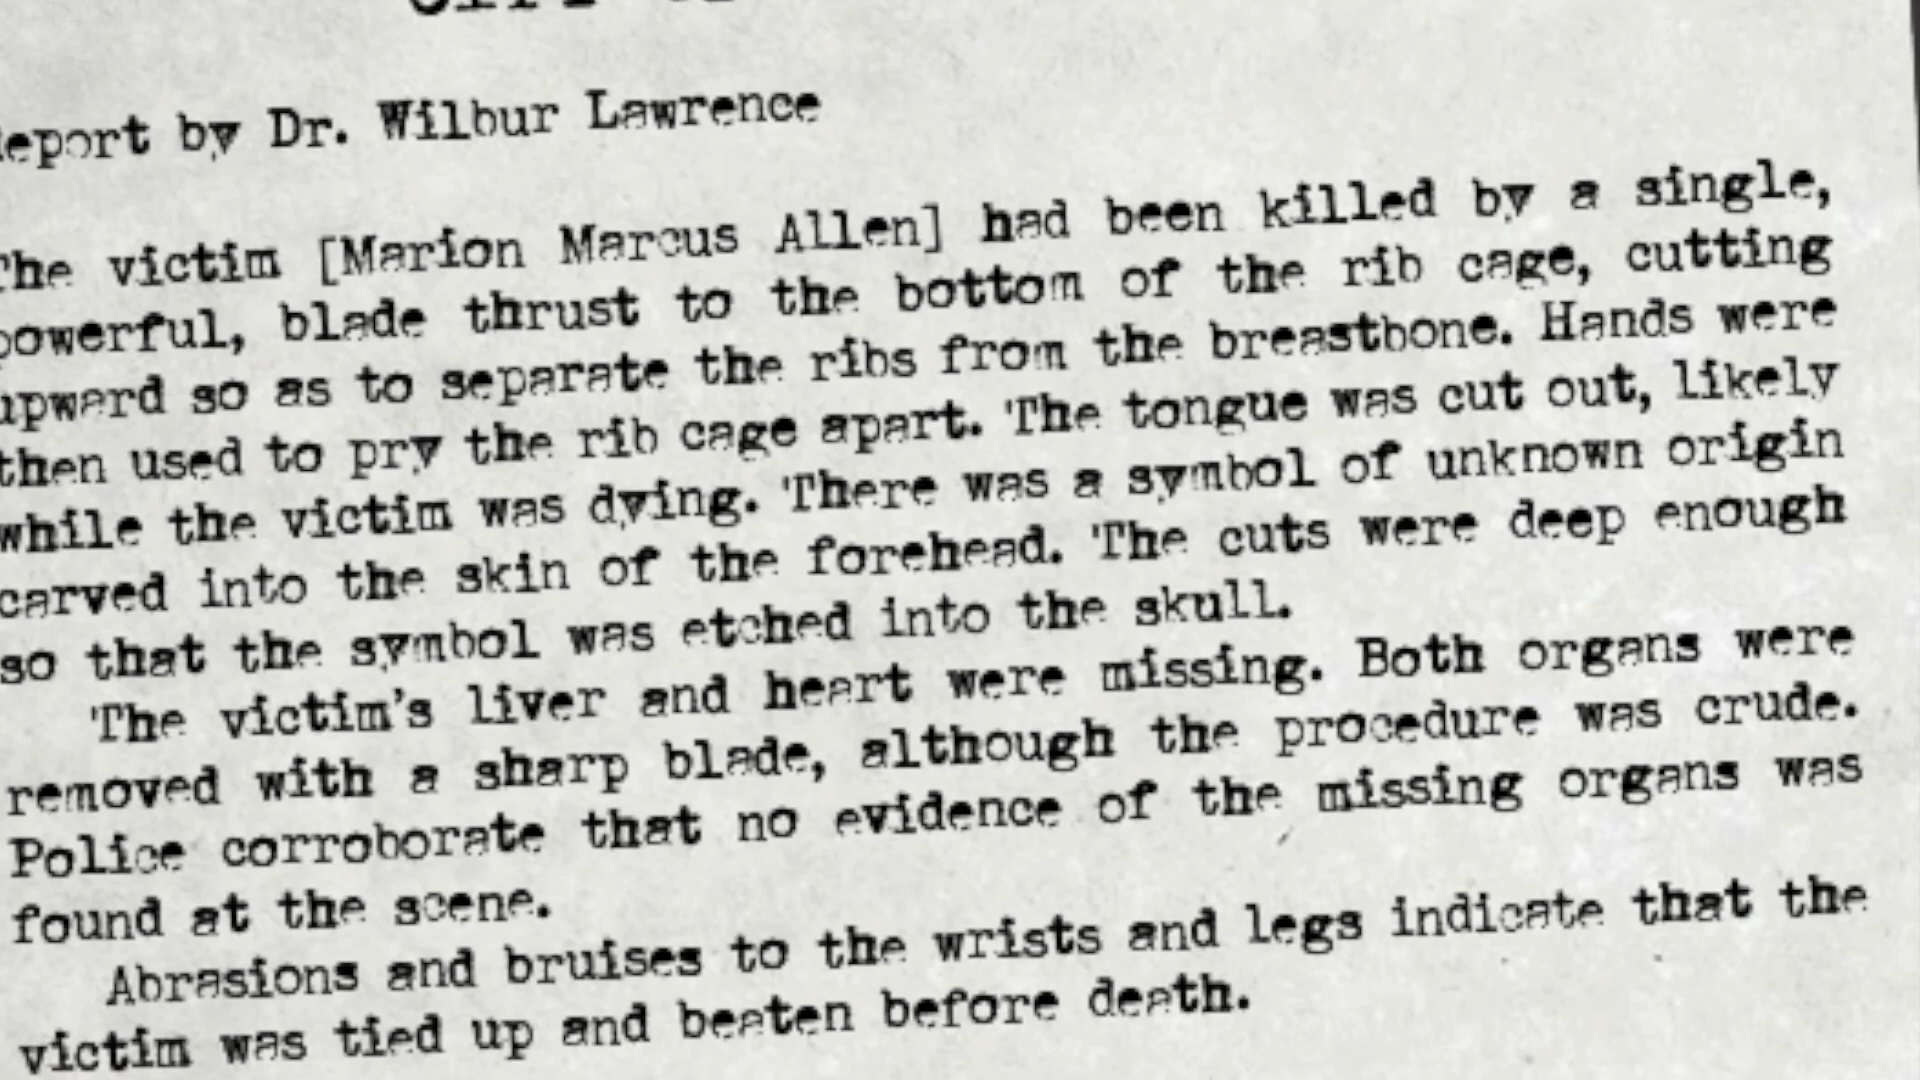 Report by Dr. Wilbur Lawrence
The victim [Marion Marcus Allen] had been killed by a single,
powerful, blade thrust to the bottom of the rib cage, cutting
upward so as to separate the ribs from the breastbone. Hands were
then used to pry the rib cage apart. The tongue was cut out, likely
while the victim was dying. There was a symbol of unknown origin
carved into the skin of the forehead. The cuts were deep enough
so that the symbol was etched into the skull.
The victim's liver and heart were missing. Both organs were
removed with a sharp blade, although the procedure was crude.
Police corroborate that no evidence of the missing organs was
found at the scene.
Abrasions and bruises to the wrists and legs indicate that the
victim was tied up and beaten before death.